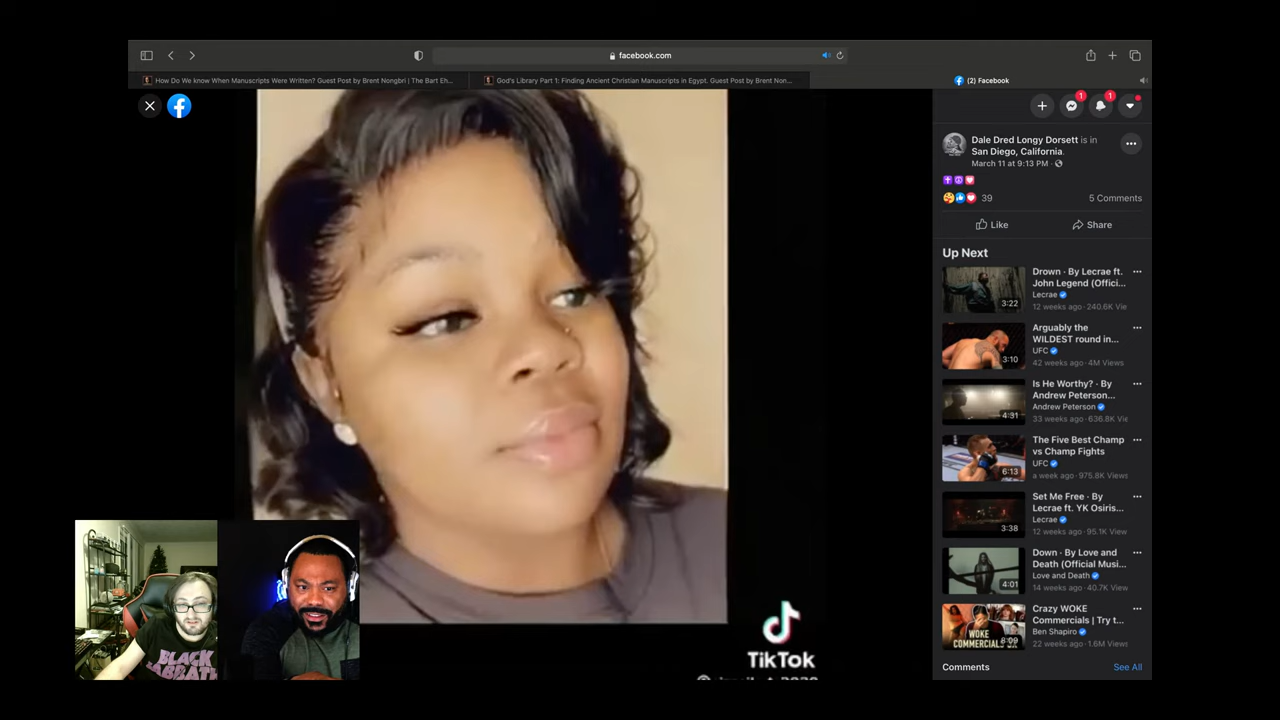 facebook.com
How Do We know When Manuscripts Were Written? Guest Post by Brent Nongbri | The Bart Eh...
God's Library Part 1: Finding Ancient Christian Manuscripts in Egypt. Guest Post by Brent Non...
(2) Facebook
1
1
Dale Dred Longy Dorsett is in
San Diego, California.
March 11 at 9:13 PM ·
39
5 Comments
Like
Share
Up Next
Drown · By Lecrae ft.
John Legend (Offici...
Lecrae
12 weeks ago · 240.6K Vie
3:22
Arguably the
WILDEST round in...
UFC
42 weeks ago · 4M Views
3:10
Is He Worthy? · By
Andrew Peterson...
Andrew Peterson
33 weeks ago · 636.8K Vie
4:31
The Five Best Champ
vs Champ Fights
UFC
a week ago · 975.8K Views
6:13
Set Me Free · By
Lecrae ft. YK Osiris...
Lecrae
12 weeks ago · 95.1K Views
3:38
Down · By Love and
Death (Official Musi...
Love and Death
14 weeks ago · 40.7K Views
4:01
Crazy WOKE
Commercials | Try t...
Ben Shapiro
22 weeks ago · 1.6M Views
WOKE
COMMERCIALS
8:09
Comments
See All
TikTok
BLACK
SABBATH